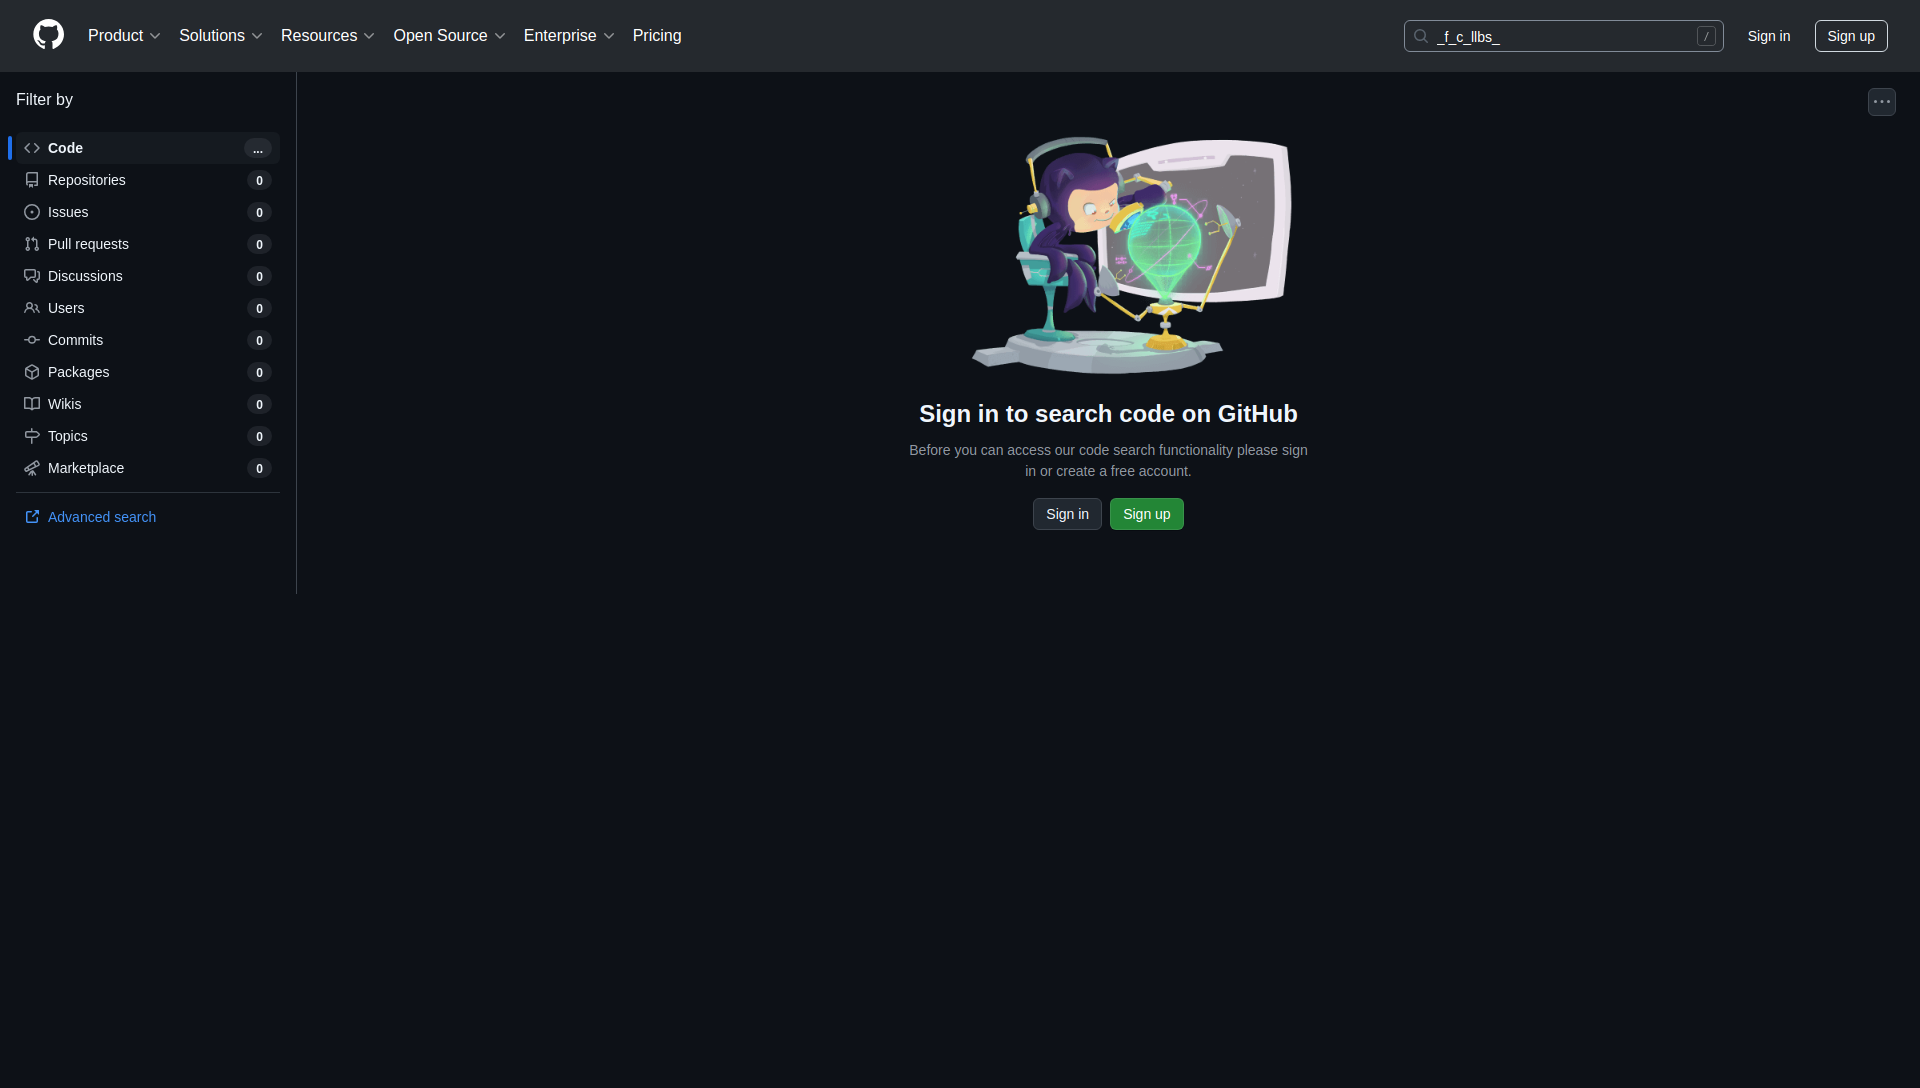 Product
Solutions
Resources
Open Source
Enterprise
Pricing
_f_c_llbs_
/
Sign in
Sign up
Filter by
Code
...
Repositories
0
Issues
0
Pull requests
0
Discussions
0
Users
0
Commits
0
Packages
0
Wikis
0
Topics
0
Marketplace
0
Advanced search
Sign in to search code on GitHub
Before you can access our code search functionality please sign
in or create a free account.
Sign in
Sign up